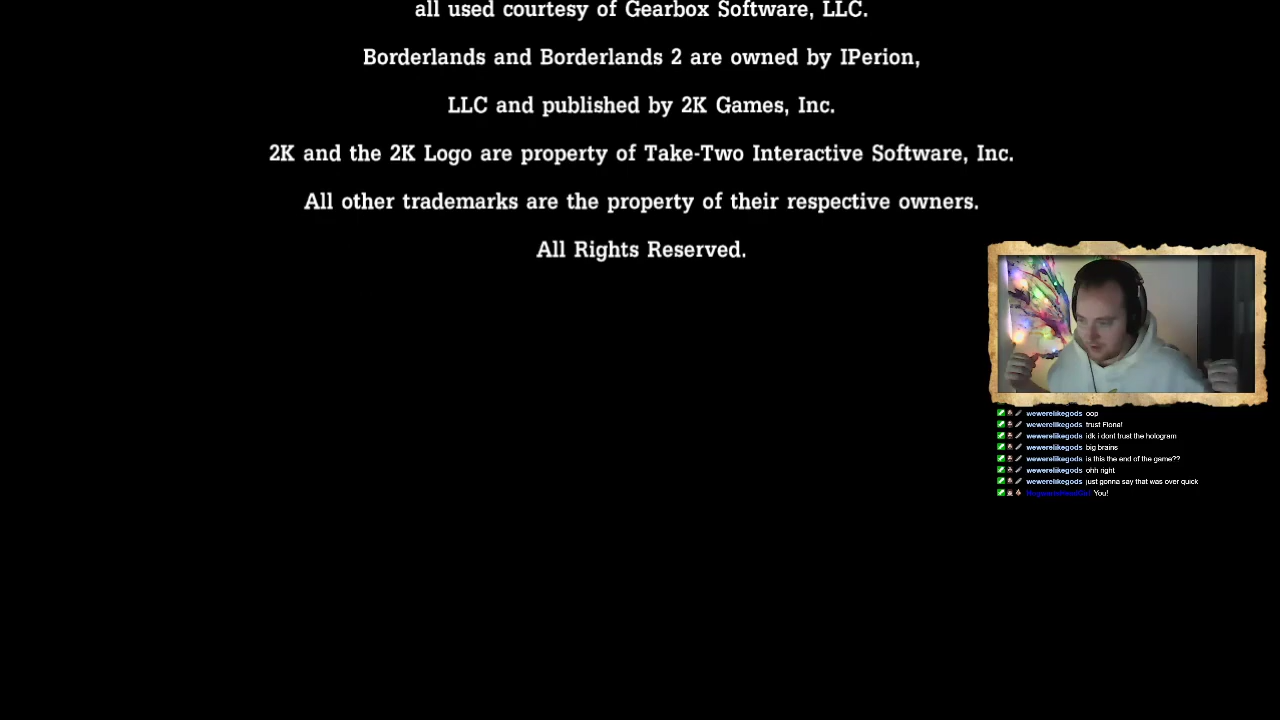 all used courtesy of Gearbox Software, LLC.
Borderlands and Borderlands 2 are owned by IPerion,
LLC and published by 2K Games, Inc.
2K and the 2K Logo are property of Take-Two Interactive Software, Inc.
All other trademarks are the property of their respective owners.
All Rights Reserved.
wewerelikegods oop
wewerelikegods trust Fione!
wewerelikegods idk i dont trust the hologram
wewerelikegods big brains
wewerelikegods is this the end of the game??
wewerelikegods ohh right
wewerelikegods just gonna say that was over quick
You!